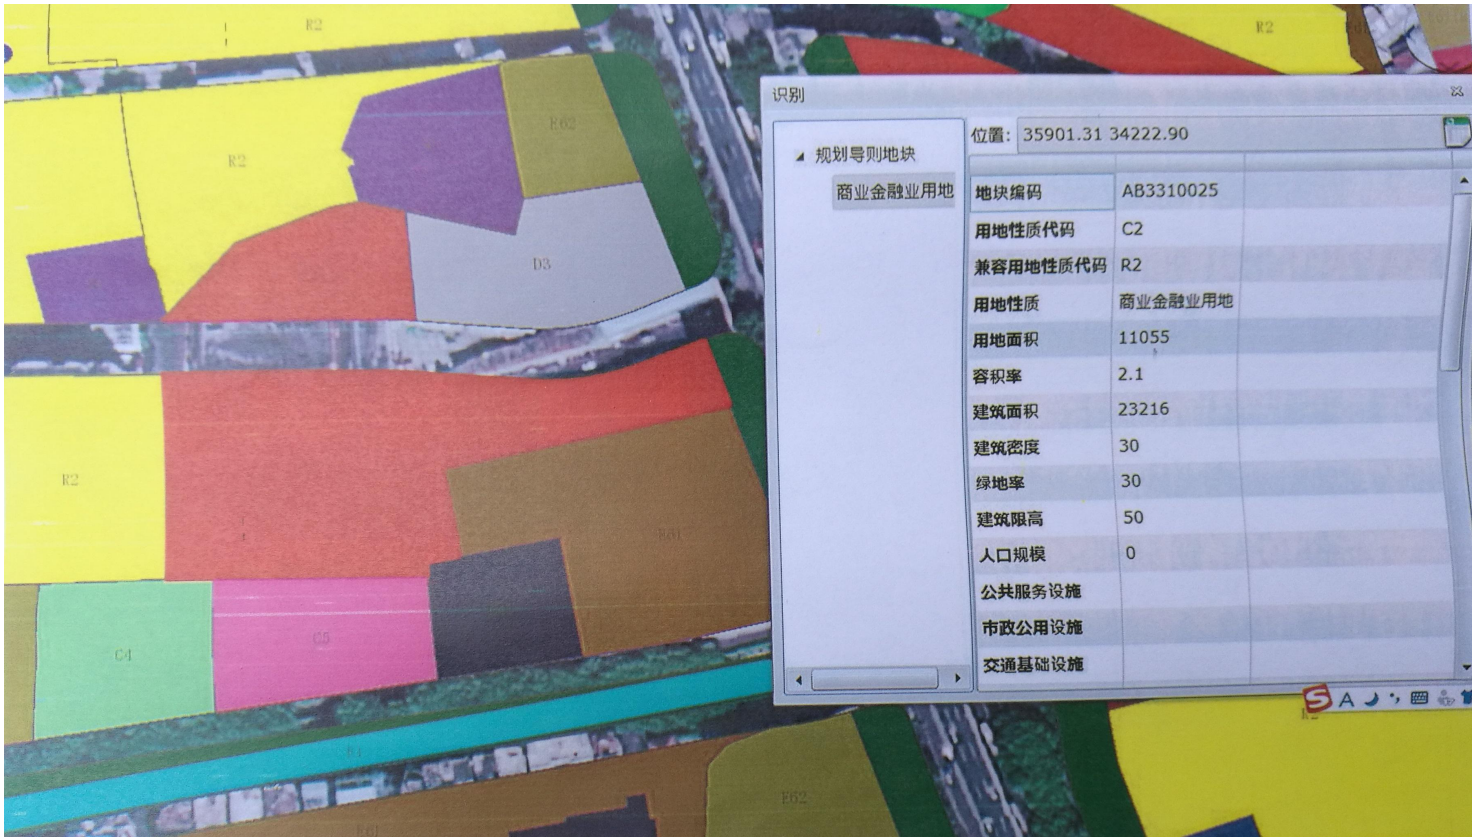 R2
R2
识别
位置: 35901.31 34222.90
规划导则地块
商业金融业用地
地块编码 AB3310025
用地性质代码 C2
兼容用地性质代码 R2
用地性质 商业金融业用地
用地面积 11055
容积率 2.1
建筑面积 23216
建筑密度 30
绿地率 30
建筑限高 50
人口规模 0
公共服务设施
市政公用设施
交通基础设施
E62
R2
D3
R2
C5
C4
E62